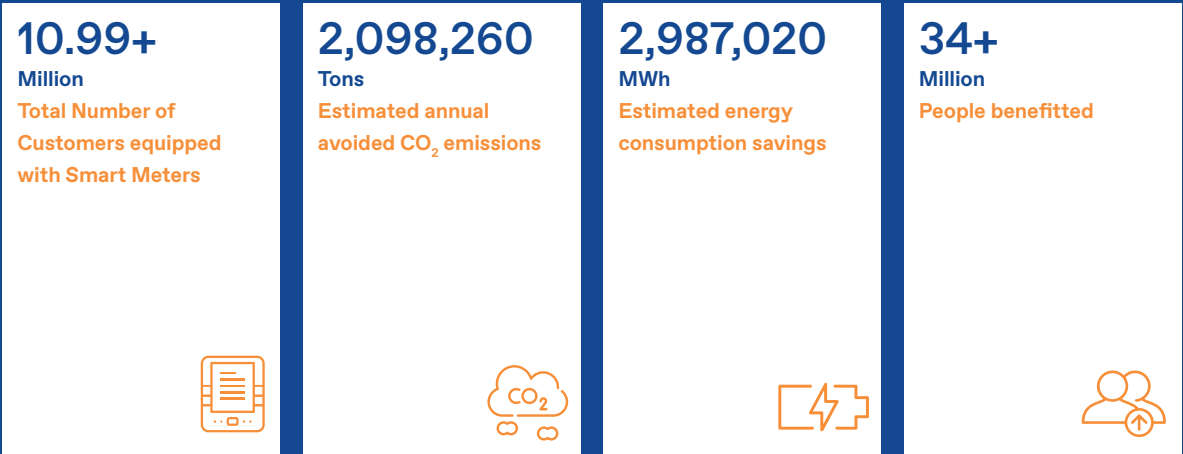 10.99+
Million
Total Number of
Customers equipped
with Smart Meters
2,098,260
Tons
Estimated annual
avoided CO₂ emissions
CO₂
2,987,020
MWh
Estimated energy
consumption savings
34+
Million
People benefitted